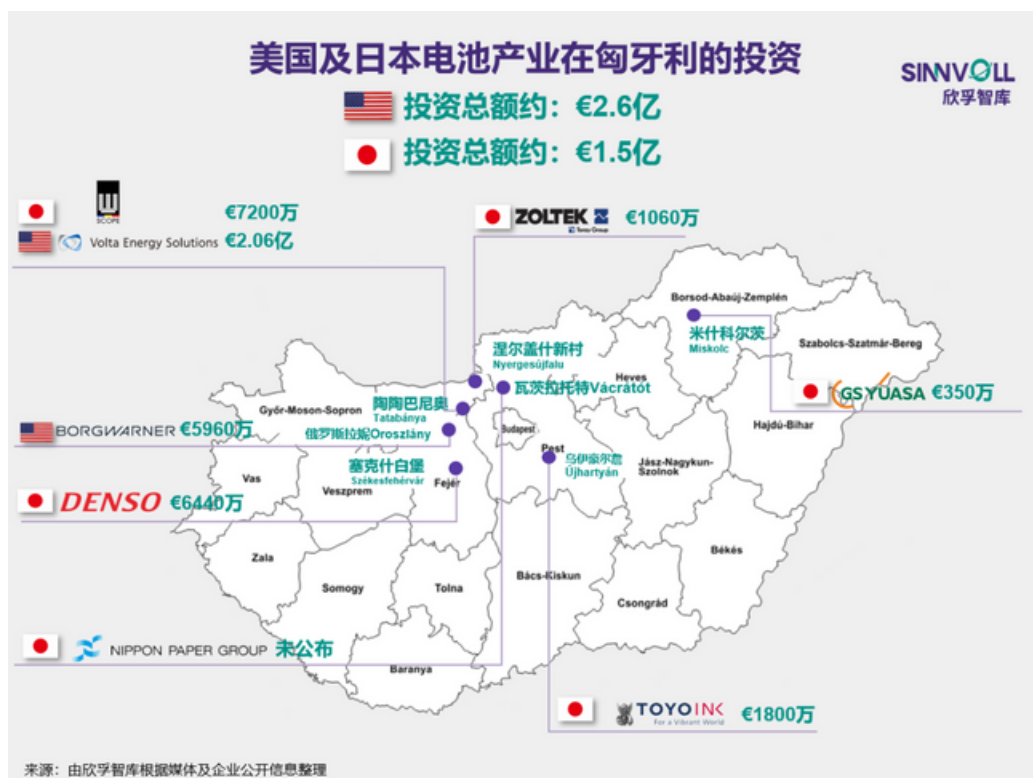 美国及日本电池产业在匈牙利的投资
SINNVOLL
欣孚智库
投资总额约：€2.6亿
投资总额约：€1.5亿
SCOPE
€7200万
Volta Energy Solutions €2.06亿
ZOLTEK €1060万
Toray Group
Borsod-Abaúj-Zemplén
米什科尔茨
Miskolc
Szabolcs-Szatmár-Bereg
涅尔盖什新村
Nyergesújfalu
Heves
瓦茨拉托特Vácrátót
GS YUASA €350万
陶陶巴尼奥
Tatabánya
Győr-Moson-Sopron
俄罗斯拉妮Oroszlány
Budapest
Hajdú-Bihar
BORGWARNER €5960万
Pest
乌伊豪尔詹
Újhartyán
Jász-Nagykun-Szolnok
塞克什白堡
Székesfehérvár
Fejér
Vas
Veszprem
DENSO €6440万
Zala
Somogy
Tolna
Bács-Kiskun
Békés
Csongrád
NIPPON PAPER GROUP 未公布
Baranya
TOYO INK €1800万
For a Vibrant World
来源：由欣孚智库根据媒体及企业公开信息整理